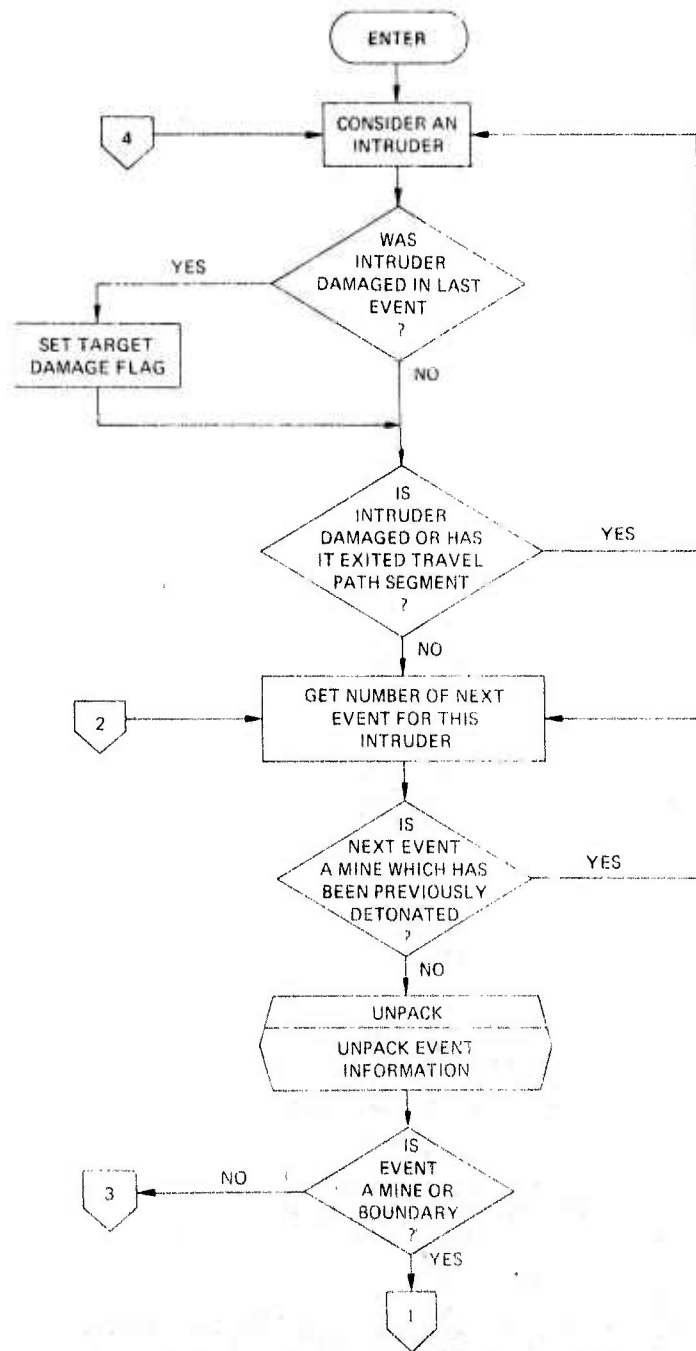 ENTER
4
CONSIDER AN
INTRUDER
WAS
INTRUDER
DAMAGED IN LAST
EVENT
?
YES
SET TARGET
DAMAGE FLAG
NO
IS
INTRUDER
DAMAGED OR HAS
IT EXITED TRAVEL
PATH SEGMENT
?
YES
NO
2
GET NUMBER OF NEXT
EVENT FOR THIS
INTRUDER
IS
NEXT EVENT
A MINE WHICH HAS
BEEN PREVIOUSLY
DETONATED
?
YES
NO
UNPACK
UNPACK EVENT
INFORMATION
IS
EVENT
A MINE OR
BOUNDARY
?
NO
3
YES
1